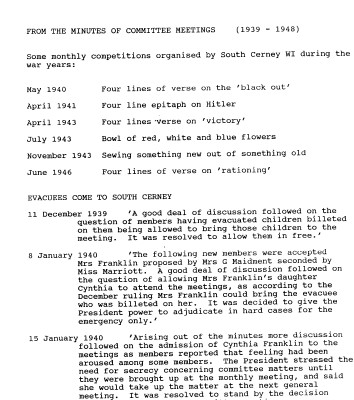 FROM THE MINUTES OF COMMITTEE MEETINGS (1939 - 1948)
Some monthly competitions organised by South Cerney WI during the
war years:
May 1940 Four lines of verse on the 'black out'
April 1941 Four line epitaph on Hitler
April 1943 Four lines verse on 'victory'
July 1943 Bowl of red, white and blue flowers
November 1943 Sewing something new out of something old
June 1946 Four lines of verse on 'rationing'
EVACUEES COME TO SOUTH CERNEY
11 December 1939 'A good deal of discussion followed on the
question of members having evacuated children billeted
on them being allowed to bring those children to the
meeting. It was resolved to allow them in free.'
8 January 1940 'The following new members were accepted
Mrs Franklin proposed by Mrs G Maidnent seconded by
Miss Marriott. A good deal of discussion followed on
the question of allowing Mrs Franklin's daughter
Cynthia to attend the meetings, as according to the
December ruling Mrs Franklin could bring the evacuee
who was billeted on her. It was decided to give the
President power to adjudicate in hard cases for the
emergency only.'
15 January 1940 'Arising out of the minutes more discussion
followed on the admission of Cynthia Franklin to the
meetings as members reported that feeling had been
aroused among some members. The President stressed the
need for secrecy concerning committee matters until
they were brought up at the monthly meeting, and said
she would take up the matter at the next general
meeting. It was resolved to stand by the decision